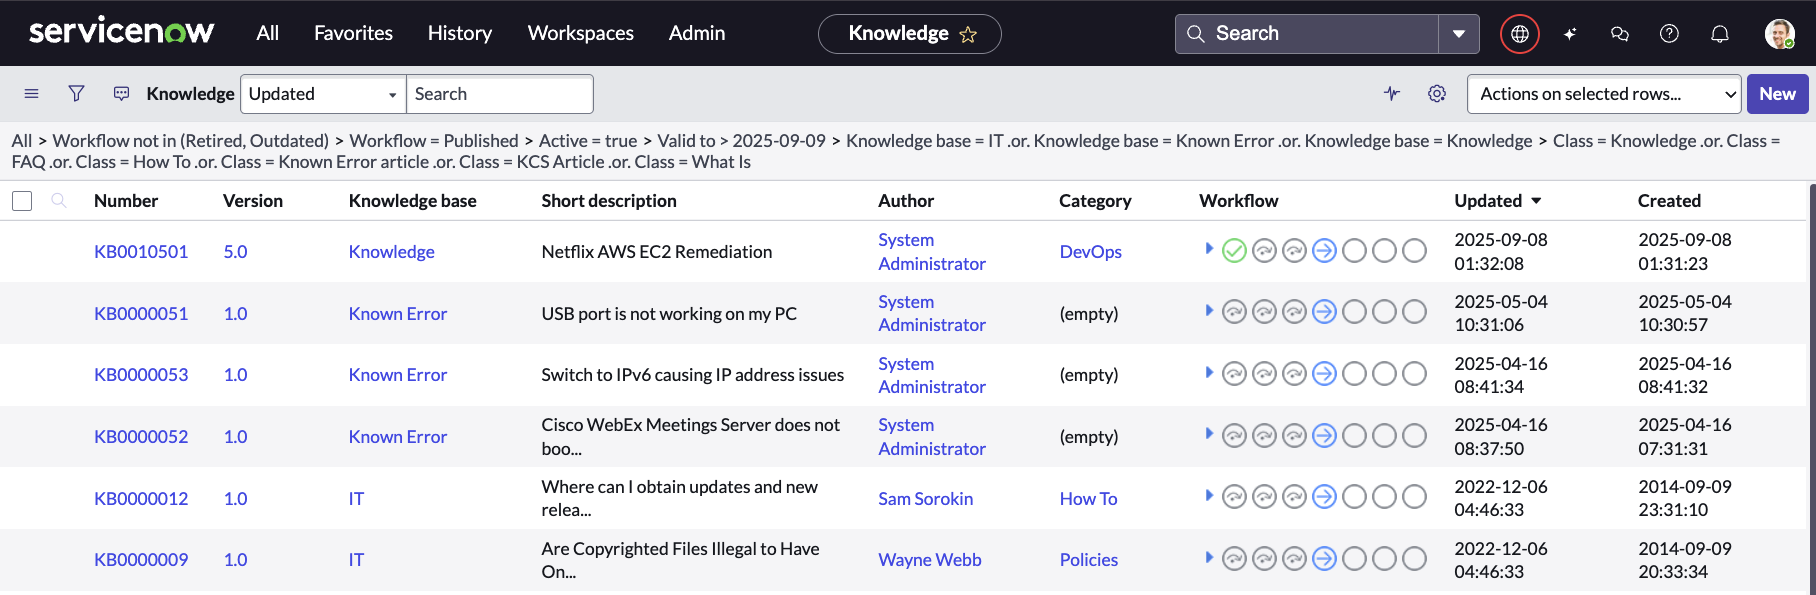 servicenow All Favorites History Workspaces Admin Knowledge Search
Knowledge Updated Search Actions on selected rows... New
All > Workflow not in (Retired, Outdated) > Workflow = Published > Active = true > Valid to > 2025-09-09 > Knowledge base = IT .or. Knowledge base = Known Error .or. Knowledge base = Knowledge > Class = Knowledge .or. Class =
FAQ .or. Class = How To .or. Class = Known Error article .or. Class = KCS Article .or. Class = What Is
Number Version Knowledge base Short description Author Category Workflow Updated Created
KB0010501 5.0 Knowledge Netflix AWS EC2 Remediation System Administrator DevOps 2025-09-08 01:32:08 2025-09-08 01:31:23
KB0000051 1.0 Known Error USB port is not working on my PC System Administrator (empty) 2025-05-04 10:31:06 2025-05-04 10:30:57
KB0000053 1.0 Known Error Switch to IPv6 causing IP address issues System Administrator (empty) 2025-04-16 08:41:34 2025-04-16 08:41:32
KB0000052 1.0 Known Error Cisco WebEx Meetings Server does not boo... System Administrator (empty) 2025-04-16 08:37:50 2025-04-16 07:31:31
KB0000012 1.0 IT Where can I obtain updates and new relea... Sam Sorokin How To 2022-12-06 04:46:33 2014-09-09 23:31:10
KB0000009 1.0 IT Are Copyrighted Files Illegal to Have On... Wayne Webb Policies 2022-12-06 04:46:33 2014-09-09 20:33:34